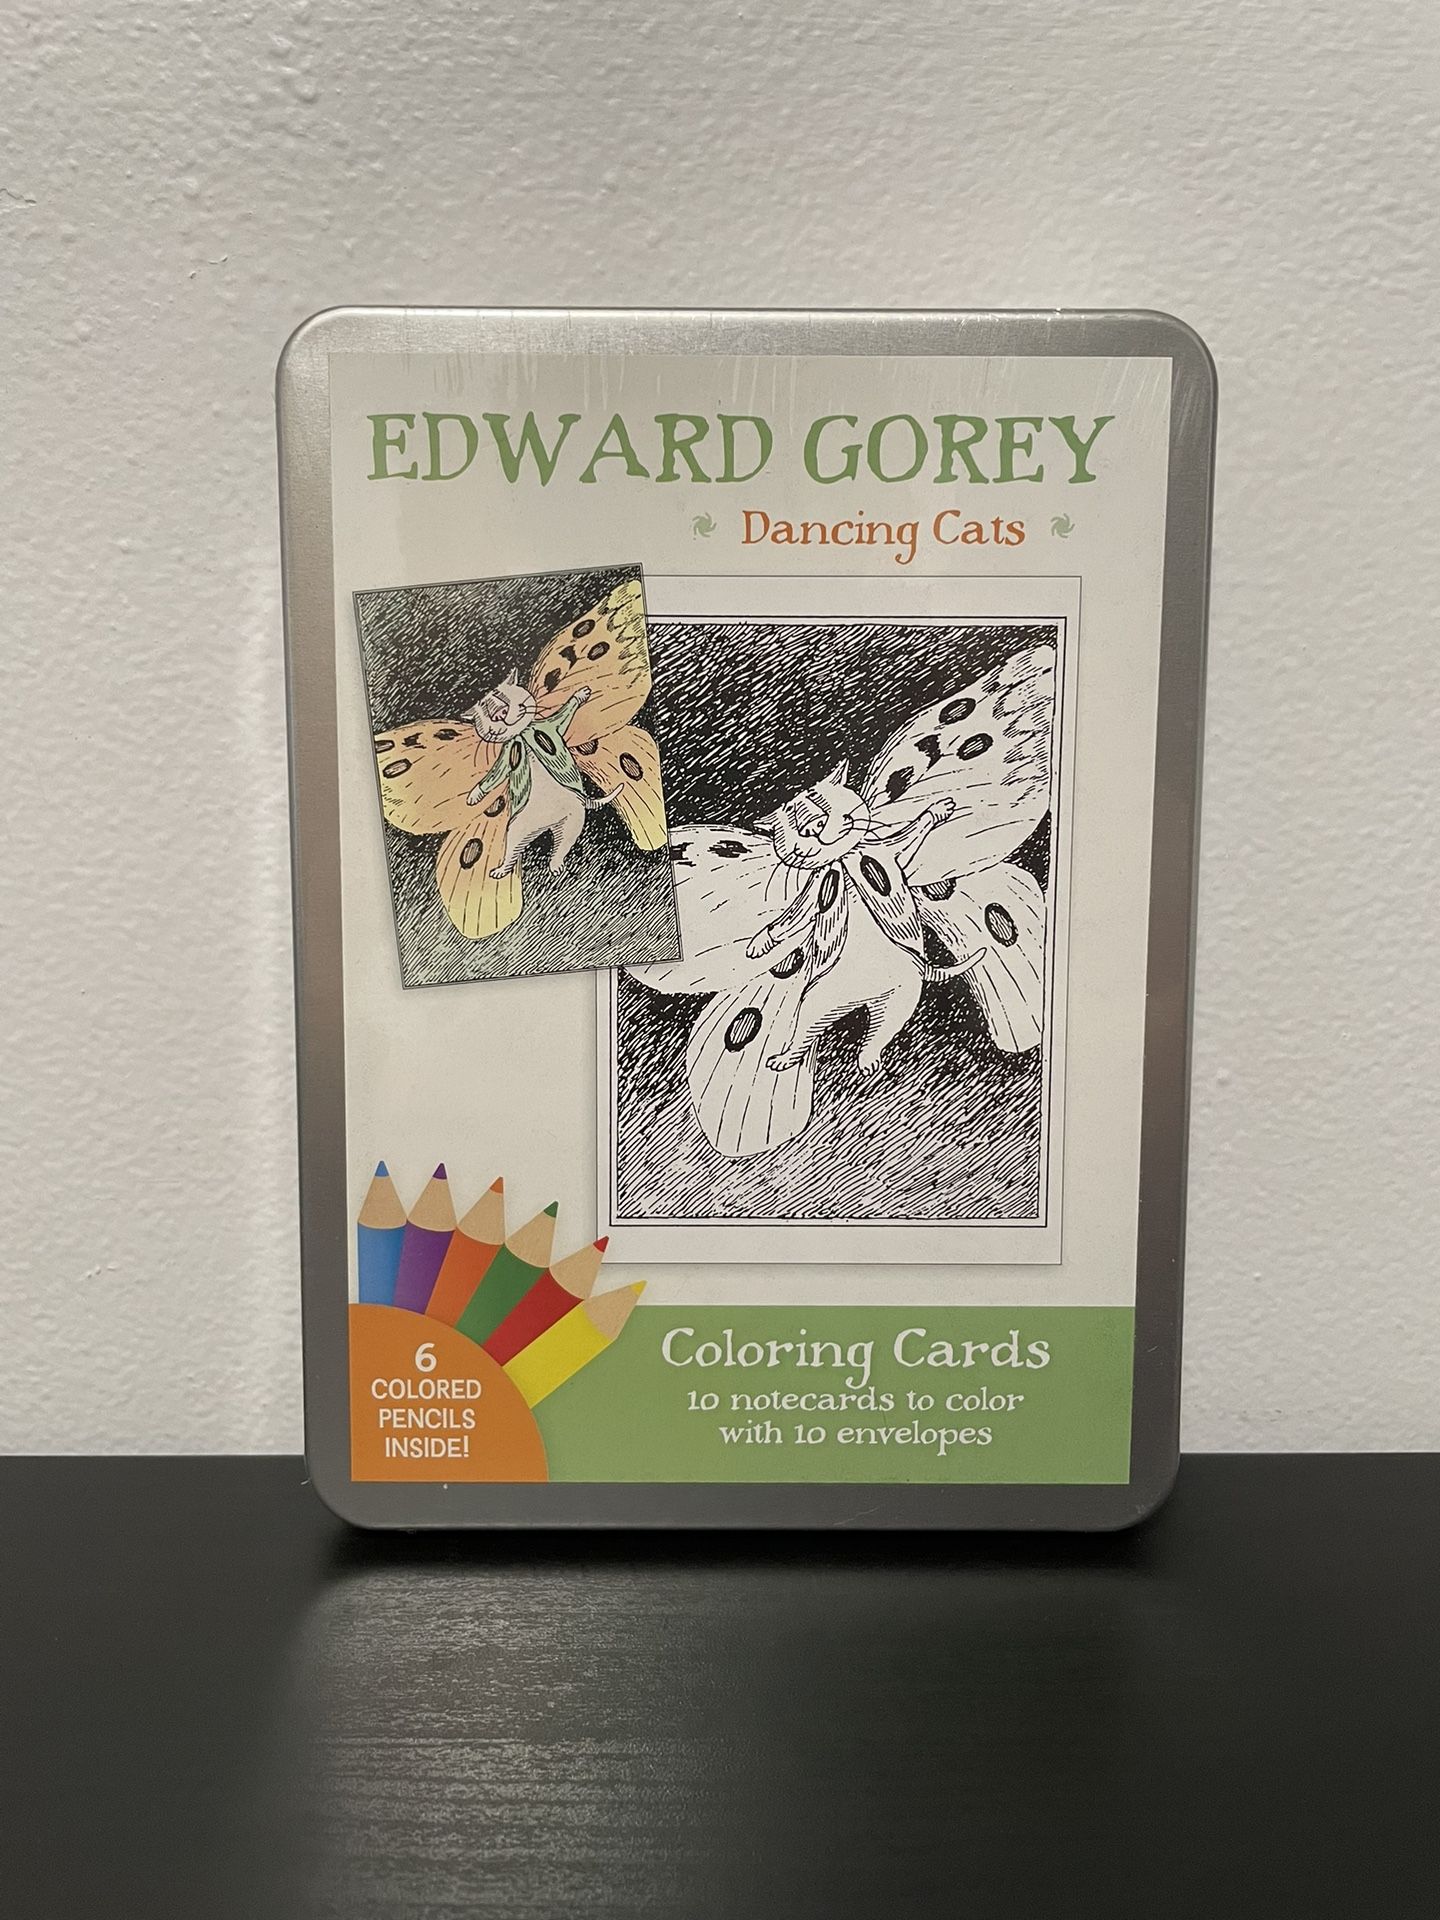 EDWARD GOREY
Dancing Cats
6
COLORED
PENCILS
INSIDE!
Coloring Cards
10 notecards to color
with 10 envelopes